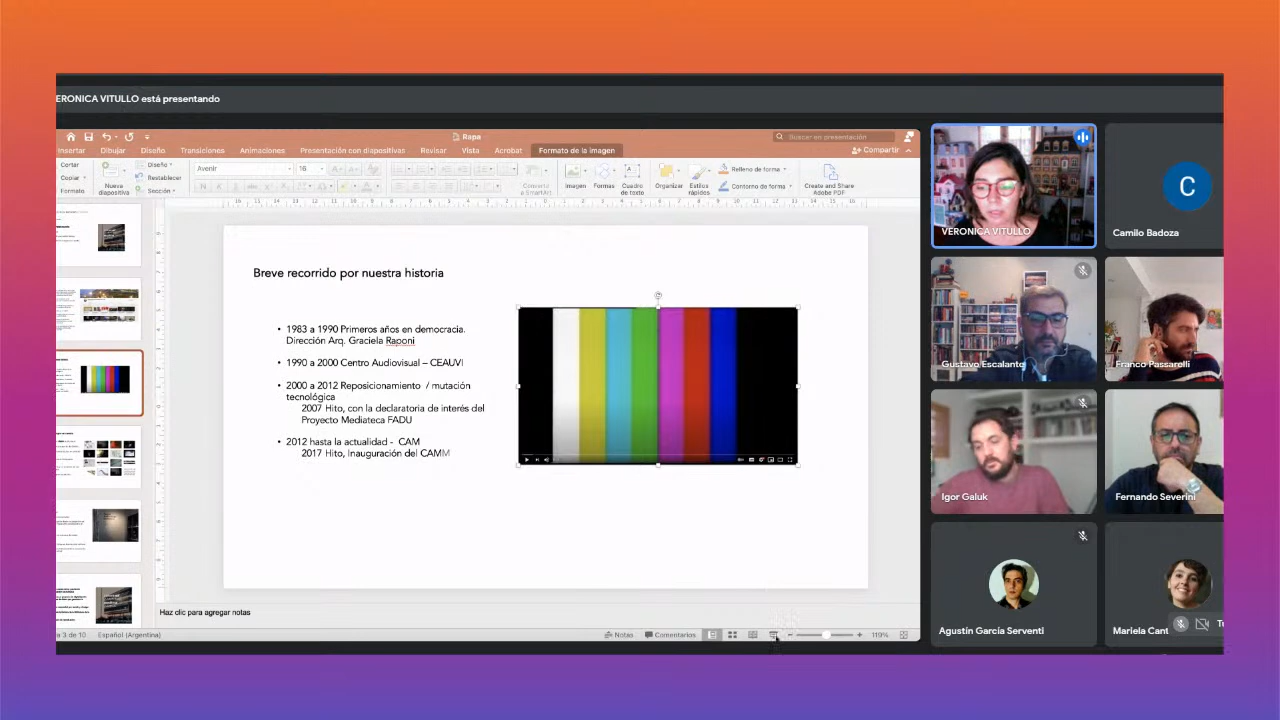 ERONICA VITULLO está presentando
Rapa
Buscar en presentación
Insertar Dibujar Diseño Transiciones Animaciones Presentación con diapositivas Revisar Vista Acrobat Formato de la imagen Compartir
Cortar
Copiar
Formato
Nueva diapositiva
Diseño
Restablecer
Sección
Avenir 16
Convertir a SmartArt
Imagen Formas Cuadro de texto
Organizar Estilos rápidos
Relleno de forma
Contorno de forma
Create and Share Adobe PDF
Breve recorrido por nuestra historia
• 1983 a 1990 Primeros años en democracia.
Dirección Arq. Graciela Raponi
• 1990 a 2000 Centro Audiovisual – CEAUVI
• 2000 a 2012 Reposicionamiento / mutación
tecnológica
2007 Hito, con la declaratoria de interés del
Proyecto Mediateca FADU
• 2012 hasta la actualidad - CAM
2017 Hito, Inauguración del CAMM
Haz clic para agregar notas
a 3 de 10 Español (Argentina) Notas Comentarios 119%
VERONICA VITULLO
C
Camilo Badoza
Gustavo Escalante
Franco Passarelli
Igor Galuk
Fernando Severini
Agustín García Serventi
Mariela Cant